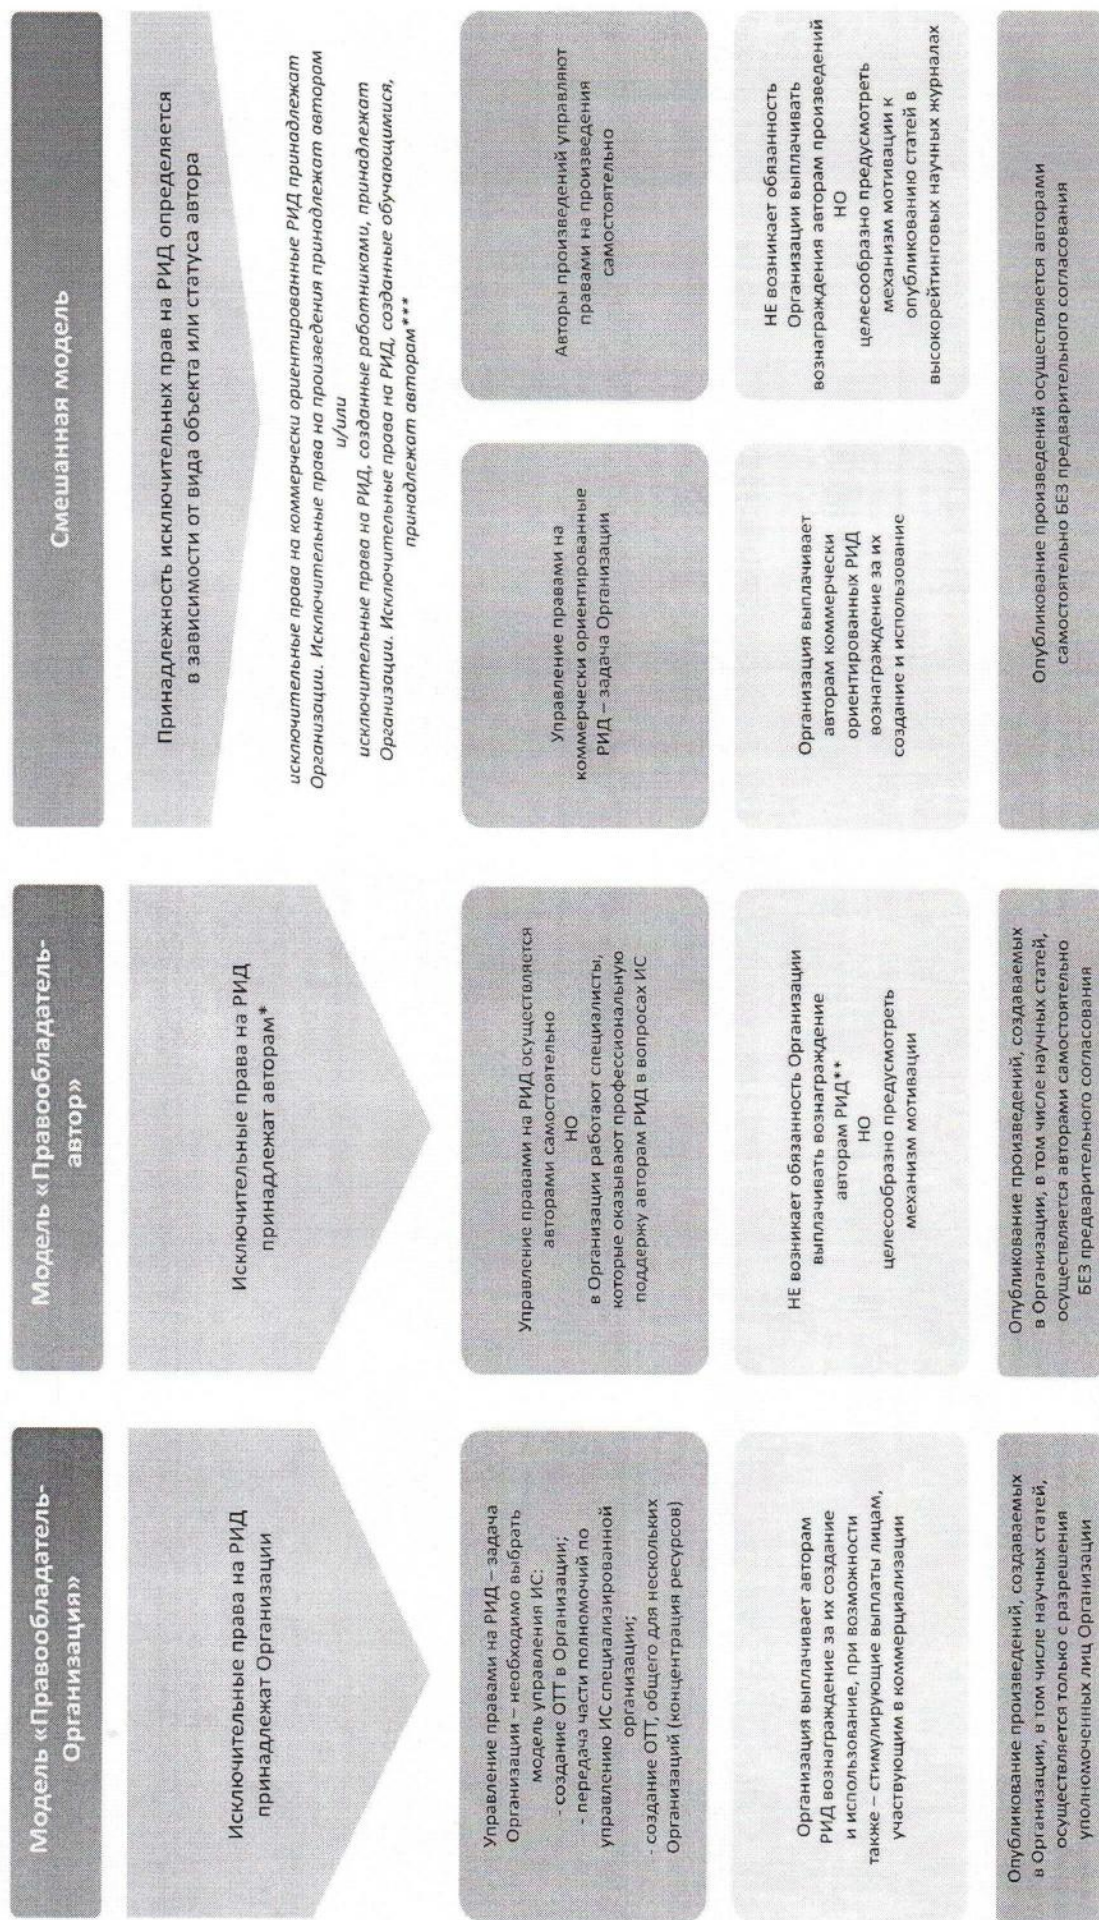 Модель «Правообладатель-
Организация»
Исключительные права на РИД
принадлежат Организации
Управление правами на РИД – задача
Организации – необходимо выбрать
модель управления ИС:
- создание ОТТ в Организации;
- передача части полномочий по
управлению ИС специализированной
организации;
- создание ОТТ, общего для нескольких
Организаций (концентрация ресурсов)
Организация выплачивает авторам
РИД вознаграждение за их создание
и использование, при возможности
также – стимулирующие выплаты лицам,
участвующим в коммерциализации
Опубликование произведений, создаваемых
в Организации, в том числе научных статей,
осуществляется только с разрешения
уполномоченных лиц Организации
Модель «Правообладатель-
автор»
Исключительные права на РИД
принадлежат авторам*
Управление правами на РИД осуществляется
авторами самостоятельно
НО
в Организации работают специалисты,
которые оказывают профессиональную
поддержку авторам РИД в вопросах ИС
НЕ возникает обязанность Организации
выплачивать вознаграждение
авторам РИД**
НО
целесообразно предусмотреть
механизм мотивации
Опубликование произведений, создаваемых
в Организации, в том числе научных статей,
осуществляется авторами самостоятельно
БЕЗ предварительного согласования
Смешанная модель
Принадлежность исключительных прав на РИД определяется
в зависимости от вида объекта или статуса автора
исключительные права на коммерчески ориентированные РИД принадлежат
Организации. Исключительные права на произведения принадлежат авторам
и/или
исключительные права на РИД, созданные работниками, принадлежат
Организации. Исключительные права на РИД, созданные обучающимися,
принадлежат авторам***
Управление правами на
коммерчески ориентированные
РИД – задача Организации
Авторы произведений управляют
правами на произведения
самостоятельно
Организация выплачивает
авторам коммерчески
ориентированных РИД
вознаграждение за их
создание и использование
НЕ возникает обязанность
Организации выплачивать
вознаграждения авторам произведений
НО
целесообразно предусмотреть
механизм мотивации к
опубликованию статей в
высокорейтинговых научных журналах
Опубликование произведений осуществляется авторами
самостоятельно БЕЗ предварительного согласования